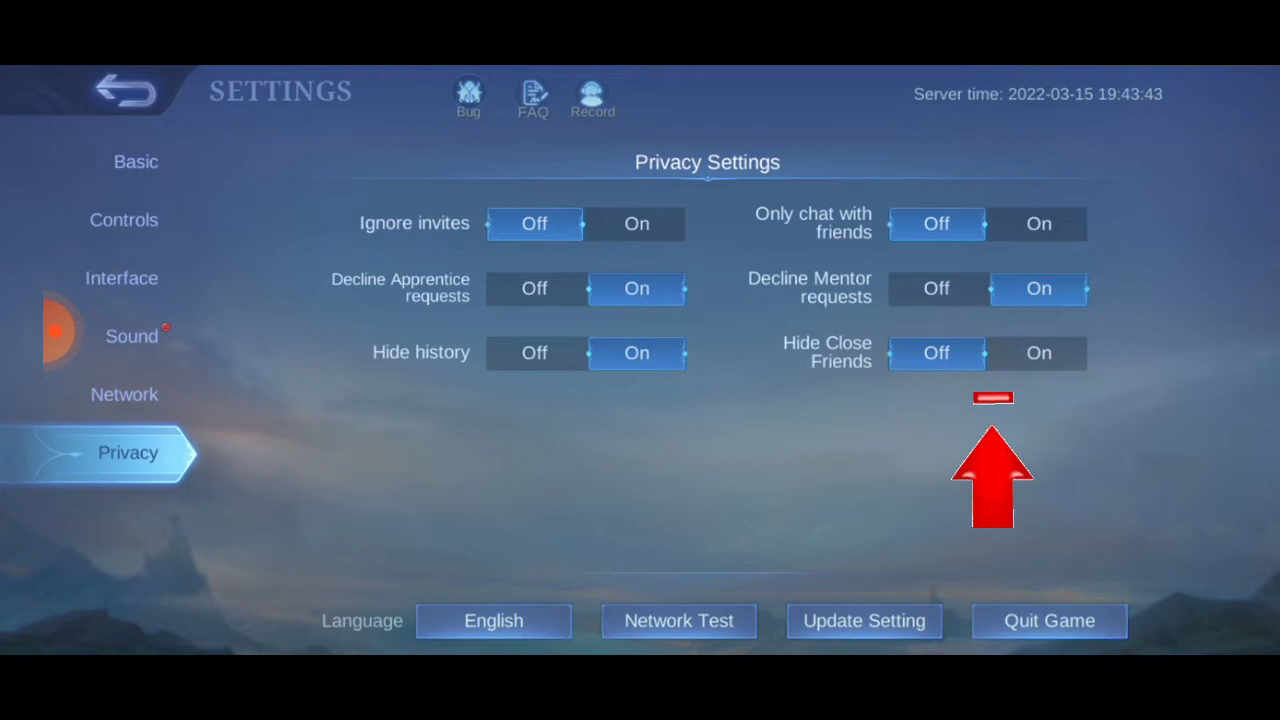 SETTINGS
Bug
FAQ
Record
Server time: 2022-03-15 19:43:43
Basic
Controls
Interface
Sound
Network
Privacy
Privacy Settings
Ignore invites
Off
On
Only chat with
friends
Off
On
Decline Apprentice
requests
Off
On
Decline Mentor
requests
Off
On
Hide history
Off
On
Hide Close
Friends
Off
On
Language
English
Network Test
Update Setting
Quit Game